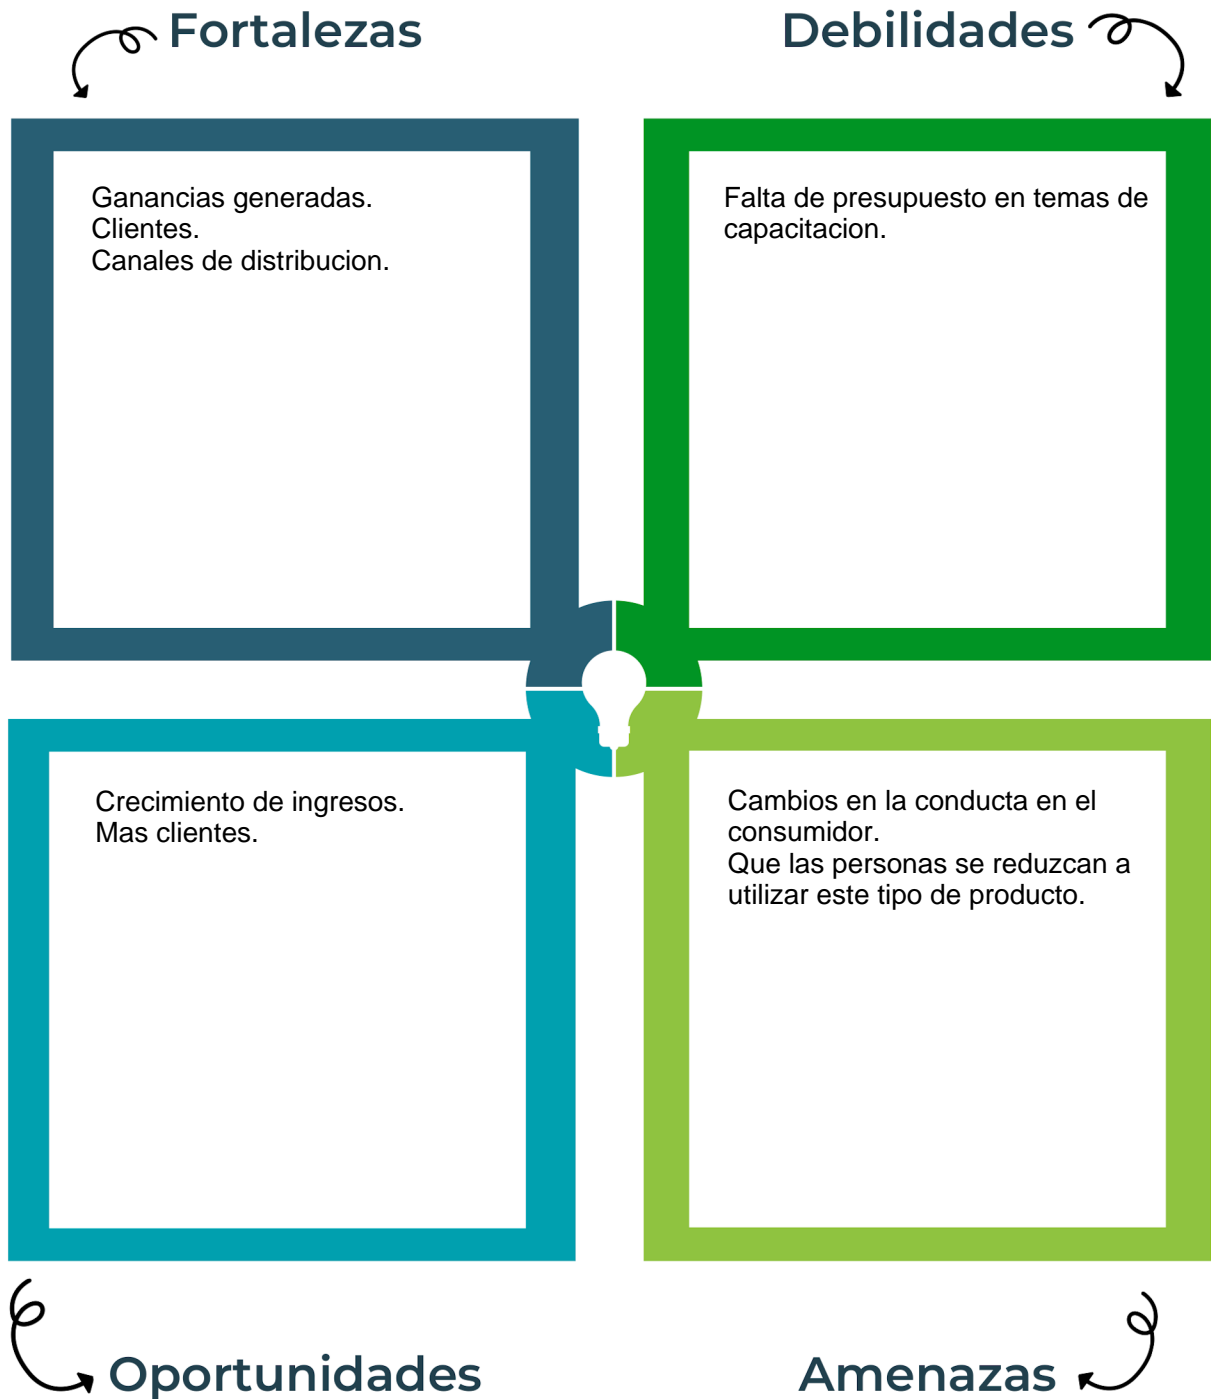 Fortalezas
Debilidades
Ganancias generadas.
Clientes.
Canales de distribucion.
Falta de presupuesto en temas de
capacitacion.
Crecimiento de ingresos.
Mas clientes.
Cambios en la conducta en el
consumidor.
Que las personas se reduzcan a
utilizar este tipo de producto.
Oportunidades
Amenazas